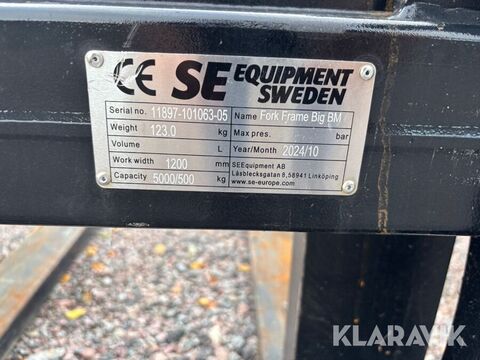 CE SE EQUIPMENT SWEDEN
Serial no. 11897-101063-05 Name Fork Frame Big BM
Weight 123.0 kg Max pres. bar
Volume L Year/Month 2024/10
Work width 1200 mm SEEquipment AB
Låsblecksgatan 8,58941 Linköping
Capacity 5000/500 kg www.se-europe.com
KLARAVIK